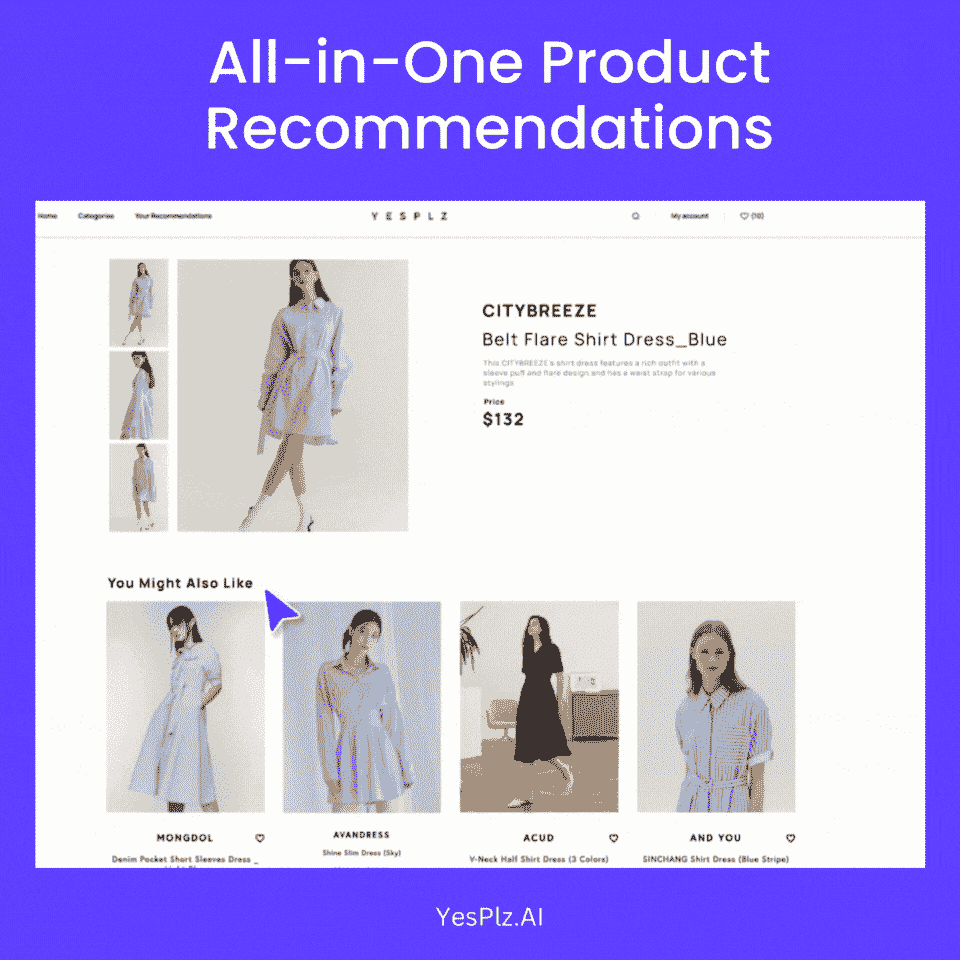 All-in-One Product
Recommendations
Home Categories Your Recommendations YESPLZ My account (10)
CITYBREEZE
Belt Flare Shirt Dress_Blue
This CITYBREEZE's shirt dress features a rich outfit with a
sleeve puff and flare design and has a waist strap for various
stylings
Price
$132
You Might Also Like
MONGDOL AVANDRESS ACUD AND YOU
Denim Pocket Short Sleeves Dress _ Shine Slim Dress (Sky) V-Neck Half Shirt Dress (3 Colors) SINCHANG Shirt Dress (Blue Stripe)
YesPlz.AI